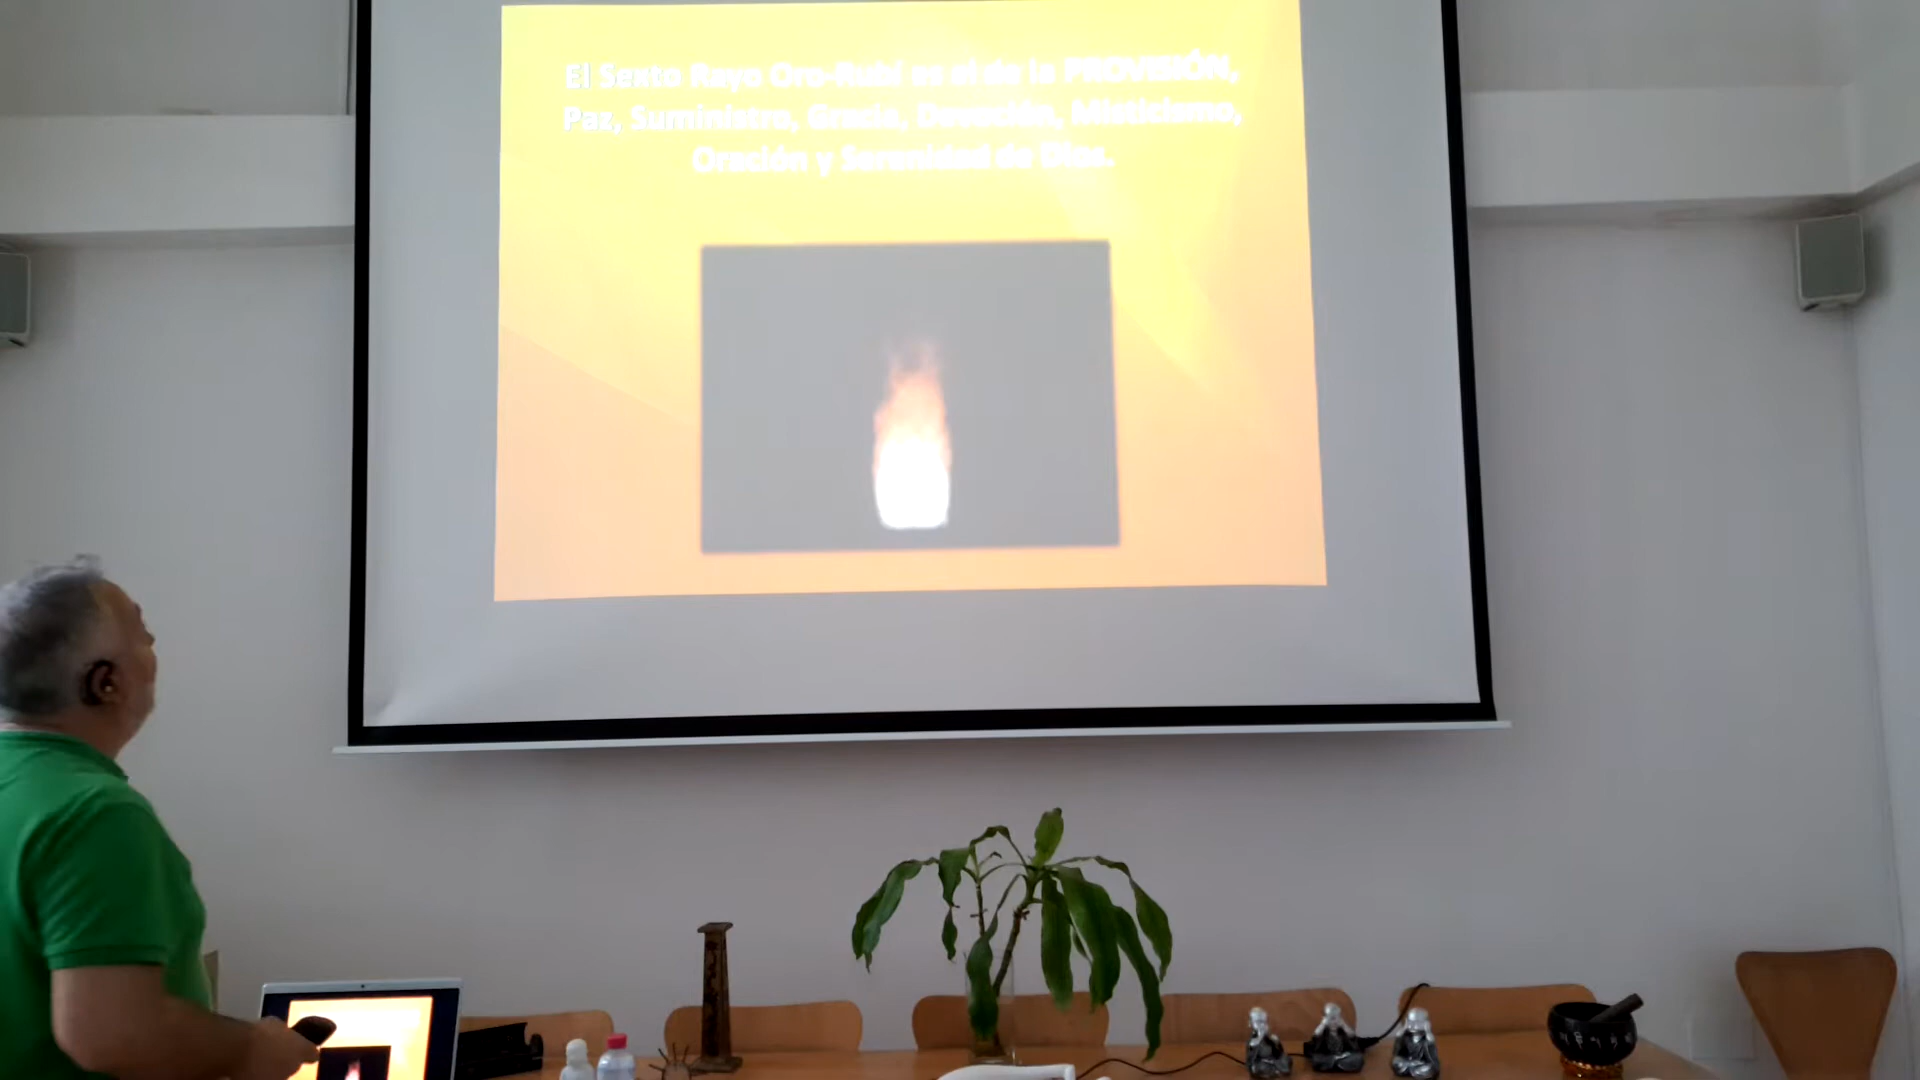 El Sexto Rayo Oro-Rubí es el de la PROVISIÓN,
Paz, Suministro, Gracia, Devoción, Misticismo,
Oración y Serenidad de Dios.